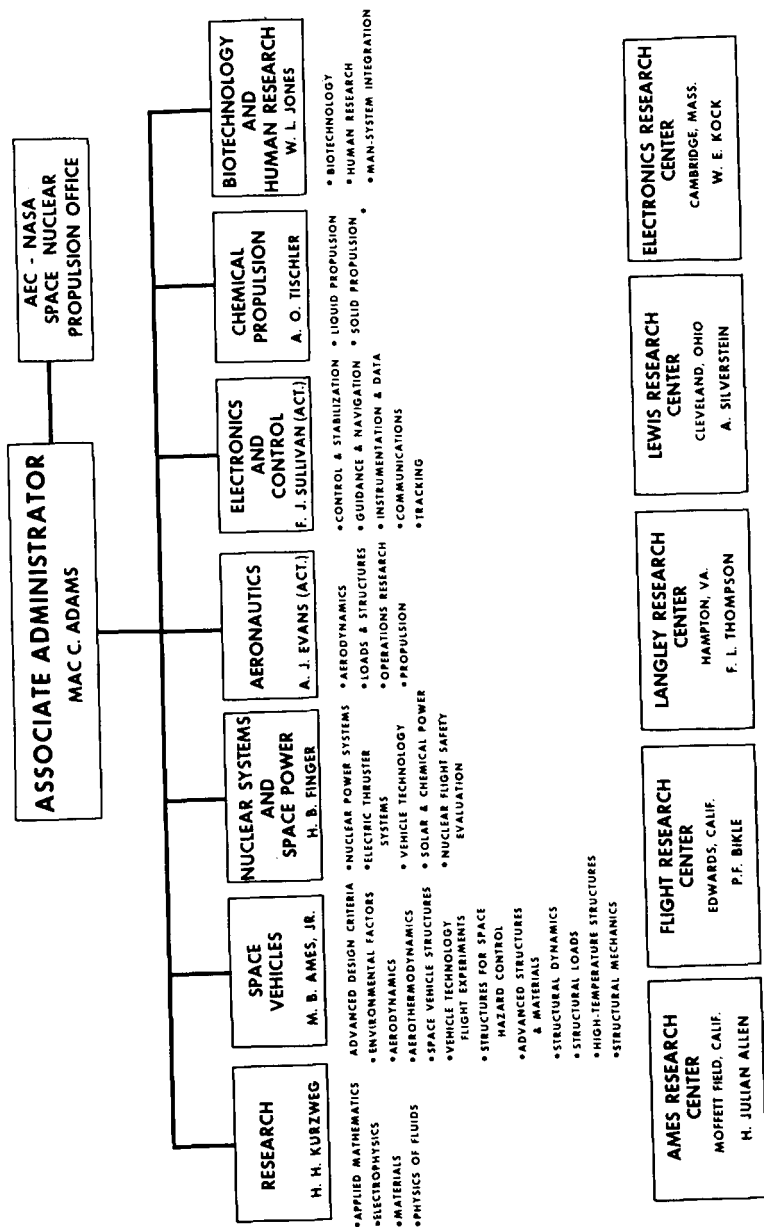 ASSOCIATE ADMINISTRATOR
MAC C. ADAMS
AEC - NASA
SPACE NUCLEAR
PROPULSION OFFICE
RESEARCH
H. H. KURZWEG
•APPLIED MATHEMATICS
•ELECTROPHYSICS
•MATERIALS
•PHYSICS OF FLUIDS
SPACE
VEHICLES
M. B. AMES, JR.
ADVANCED DESIGN CRITERIA
•ENVIRONMENTAL FACTORS
•AERODYNAMICS
•AEROTHERMODYNAMICS
•SPACE VEHICLE STRUCTURES
•VEHICLE TECHNOLOGY
FLIGHT EXPERIMENTS
•STRUCTURES FOR SPACE
HAZARD CONTROL
•ADVANCED STRUCTURES
& MATERIALS
•STRUCTURAL DYNAMICS
•STRUCTURAL LOADS
•HIGH-TEMPERATURE STRUCTURES
•STRUCTURAL MECHANICS
NUCLEAR SYSTEMS
AND
SPACE POWER
H. B. FINGER
•NUCLEAR POWER SYSTEMS
•ELECTRIC THRUSTER
SYSTEMS
•VEHICLE TECHNOLOGY
•SOLAR & CHEMICAL POWER
•NUCLEAR FLIGHT SAFETY
EVALUATION
AERONAUTICS
A. J. EVANS (ACT.)
•AERODYNAMICS
•LOADS & STRUCTURES
•OPERATIONS RESEARCH
•PROPULSION
ELECTRONICS
AND
CONTROL
F. J. SULLIVAN (ACT.)
•CONTROL & STABILIZATION
•GUIDANCE & NAVIGATION
•INSTRUMENTATION & DATA
•COMMUNICATIONS
•TRACKING
CHEMICAL
PROPULSION
A. O. TISCHLER
•LIQUID PROPULSION
•SOLID PROPULSION
BIOTECHNOLOGY
AND
HUMAN RESEARCH
W. L. JONES
•BIOTECHNOLOGY
•HUMAN RESEARCH
•MAN-SYSTEM INTEGRATION
AMES RESEARCH
CENTER
MOFFETT FIELD, CALIF.
H. JULIAN ALLEN
FLIGHT RESEARCH
CENTER
EDWARDS, CALIF.
P.F. BIKLE
LANGLEY RESEARCH
CENTER
HAMPTON, VA.
F. L. THOMPSON
LEWIS RESEARCH
CENTER
CLEVELAND, OHIO
A. SILVERSTEIN
ELECTRONICS RESEARCH
CENTER
CAMBRIDGE, MASS.
W. E. KOCK